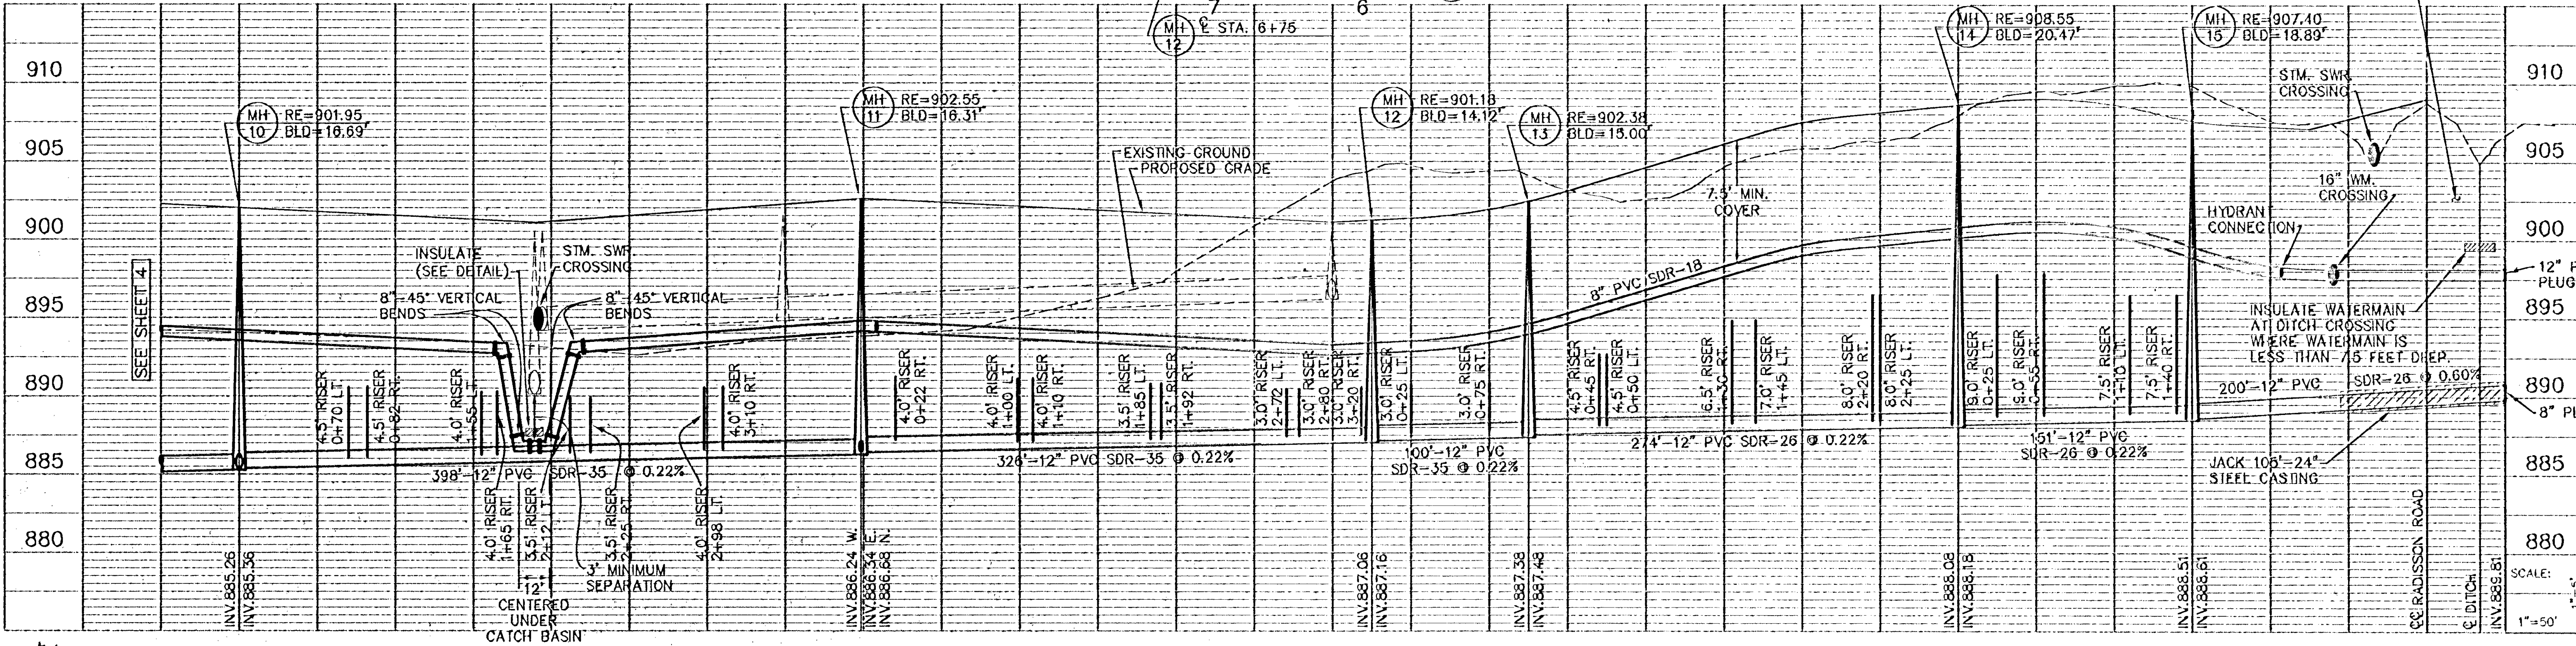 7
6
MH 12
℄ STA. 6+75
MH 14
RE=908.55
BLD=20.47'
MH 15
RE=907.40
BLD=18.89'
910
910
STM. SWR.
CROSSING
MH 10
RE=901.95
BLD=16.69'
MH 11
RE=902.55
BLD=16.31'
MH 12
RE=901.18
BLD=14.12'
MH 13
RE=902.38
BLD=15.00'
905
905
EXISTING GROUND
PROPOSED GRADE
7.5' MIN.
COVER
16" WM.
CROSSING
HYDRANT
CONNECTION
900
900
INSULATE
(SEE DETAIL)
STM. SWR.
CROSSING
SEE SHEET 4
8"-45° VERTICAL
BENDS
8"-45° VERTICAL
BENDS
8" PVC SDR-18
12" P
PLUG
895
895
INSULATE WATERMAIN
AT DITCH CROSSING
WHERE WATERMAIN IS
LESS THAN 7.5 FEET DEEP.
890
890
4.5' RISER
0+70 LT.
4.5' RISER
0+82 RT.
4.0' RISER
1+55 LT.
4.0' RISER
3+10 RT.
4.0' RISER
0+22 RT.
4.0' RISER
1+00 LT.
4.0' RISER
1+10 RT.
3.5' RISER
1+85 LT.
3.5' RISER
1+92 RT.
3.0' RISER
2+72 LT.
3.0' RISER
2+80 RT.
3.0' RISER
3+20 RT.
3.0' RISER
0+25 LT.
3.0' RISER
0+75 RT.
4.5' RISER
0+45 RT.
4.5' RISER
0+50 LT.
6.5' RISER
1+30 RT.
7.0' RISER
1+45 LT.
8.0' RISER
2+20 RT.
8.0' RISER
2+25 LT.
9.0' RISER
0+25 LT.
9.0' RISER
0+55 RT.
7.5' RISER
1+10 LT.
7.5' RISER
1+40 RT.
200'-12" PVC SDR-26 @ 0.60%
8" PL
885
885
398'-12" PVC SDR-35 @ 0.22%
326'-12" PVC SDR-35 @ 0.22%
100'-12" PVC
SDR-35 @ 0.22%
274'-12" PVC SDR-26 @ 0.22%
151'-12" PVC
SDR-26 @ 0.22%
JACK 106'-24"
STEEL CASTING
4.0' RISER
1+65 RT.
3.5' RISER
2+12 LT.
3.5' RISER
2+25 RT.
4.0' RISER
2+98 LT.
880
880
3' MINIMUM
SEPARATION
12'
CENTERED
UNDER
CATCH BASIN
INV.885.26
INV.885.36
INV.886.24 W.
INV.886.34 E.
INV.886.68 N.
INV.887.06
INV.887.16
INV.887.38
INV.887.48
INV.888.08
INV.888.18
INV.888.51
INV.888.61
℄ RADISSON ROAD
℄ DITCH
INV.889.81
SCALE:
1"=5'
1"=50'